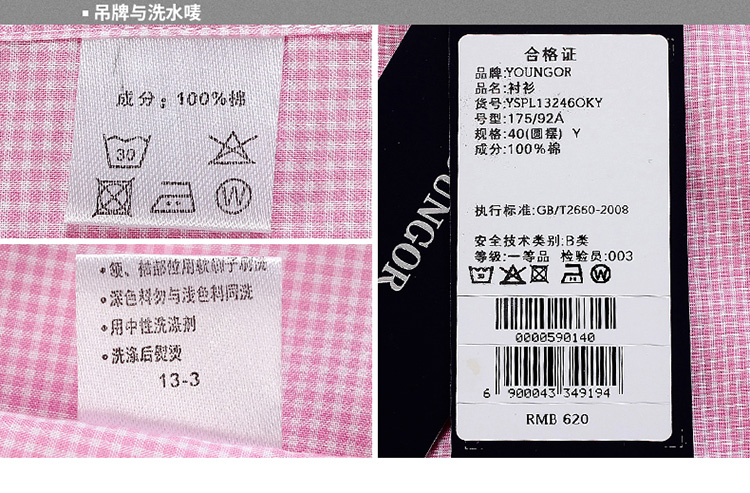 ▪ 吊牌与洗水唛
成分：100%棉
30
W
• 领、袖部位用软刷子刷洗
• 深色料勿与浅色料同洗
• 用中性洗涤剂
• 洗涤后熨烫
13-3
YOUNGOR
合格证
品牌:YOUNGOR
品名:衬衫
货号:YSPL13246OKY
号型:175/92A
规格:40(圆摆) Y
成分:100%棉
执行标准:GB/T2660-2008
安全技术类别:B类
等级:一等品 检验员:003
W
0000590140
6 900043 349194
RMB 620